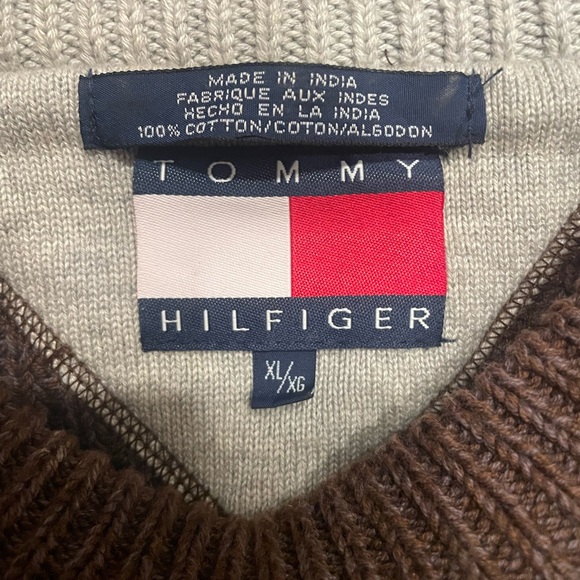 MADE IN INDIA
FABRIQUE AUX INDES
HECHO EN LA INDIA
100% COTTON/COTON/ALGODON
TOMMY
HILFIGER
XL/XG